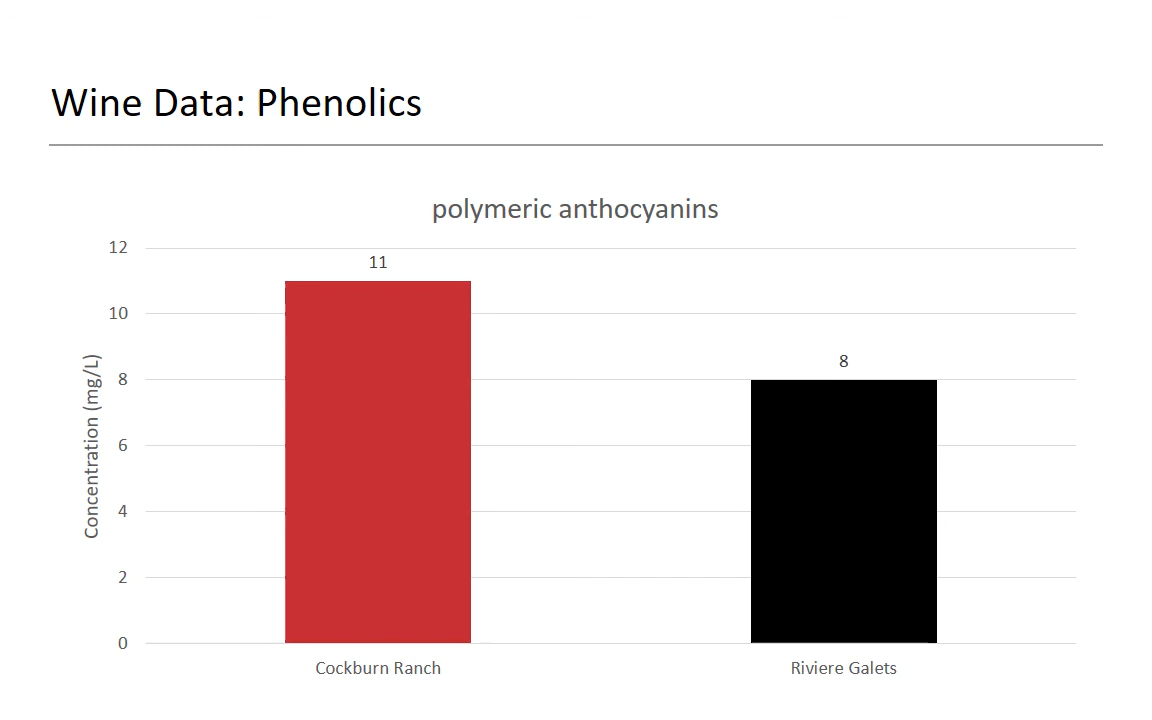 Wine Data: Phenolics
polymeric anthocyanins
Concentration (mg/L)
12
10
8
6
4
2
0
11
8
Cockburn Ranch
Riviere Galets